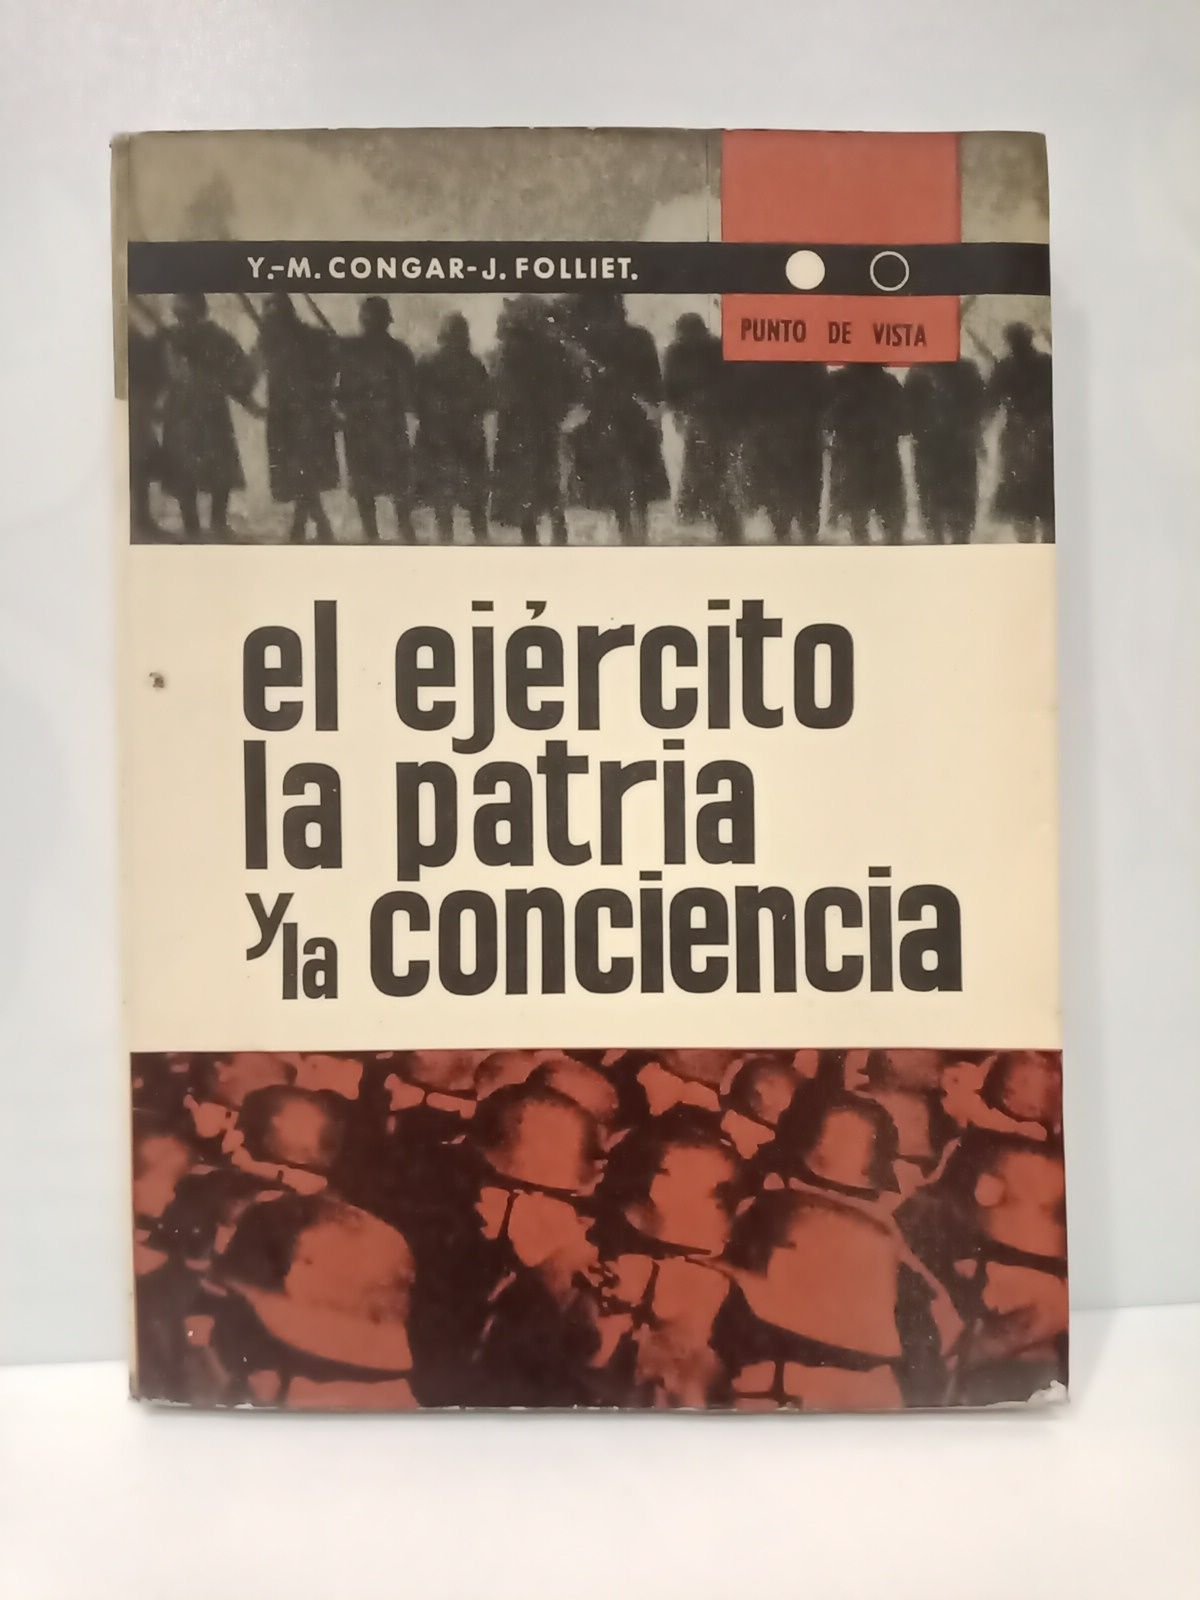 Y.-M. CONGAR-J. FOLLIET.
PUNTO DE VISTA
el ejército
la patria
y la conciencia